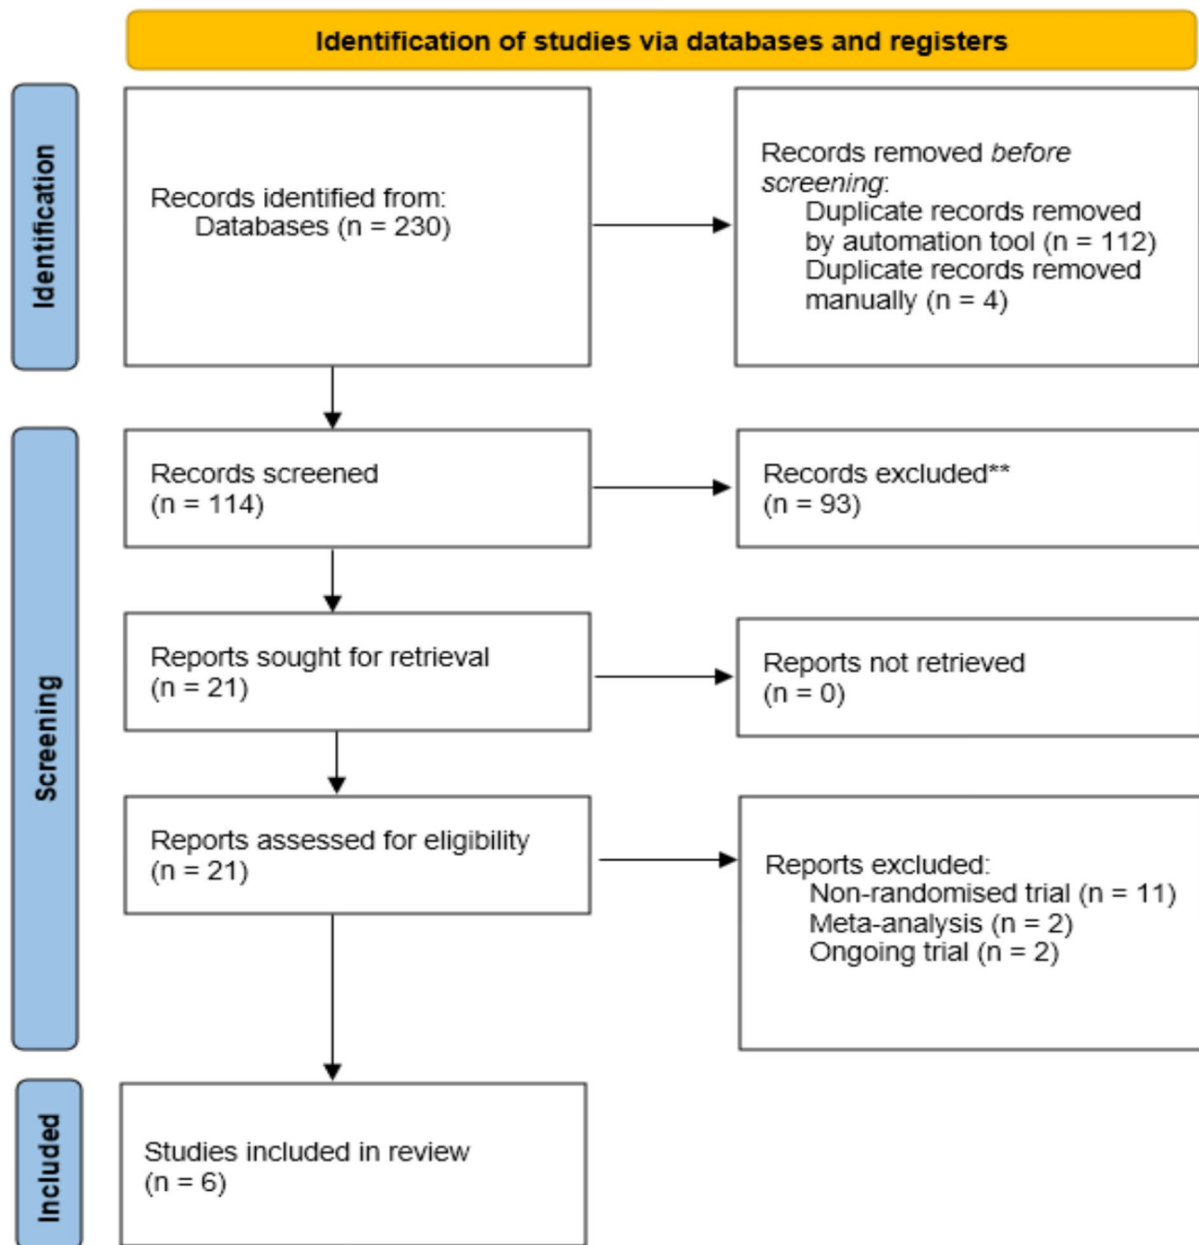 Identification of studies via databases and registers
Identification
Records identified from:
Databases (n = 230)
Records removed before
screening:
Duplicate records removed
by automation tool (n = 112)
Duplicate records removed
manually (n = 4)
Screening
Records screened
(n = 114)
Records excluded**
(n = 93)
Reports sought for retrieval
(n = 21)
Reports not retrieved
(n = 0)
Reports assessed for eligibility
(n = 21)
Reports excluded:
Non-randomised trial (n = 11)
Meta-analysis (n = 2)
Ongoing trial (n = 2)
Included
Studies included in review
(n = 6)